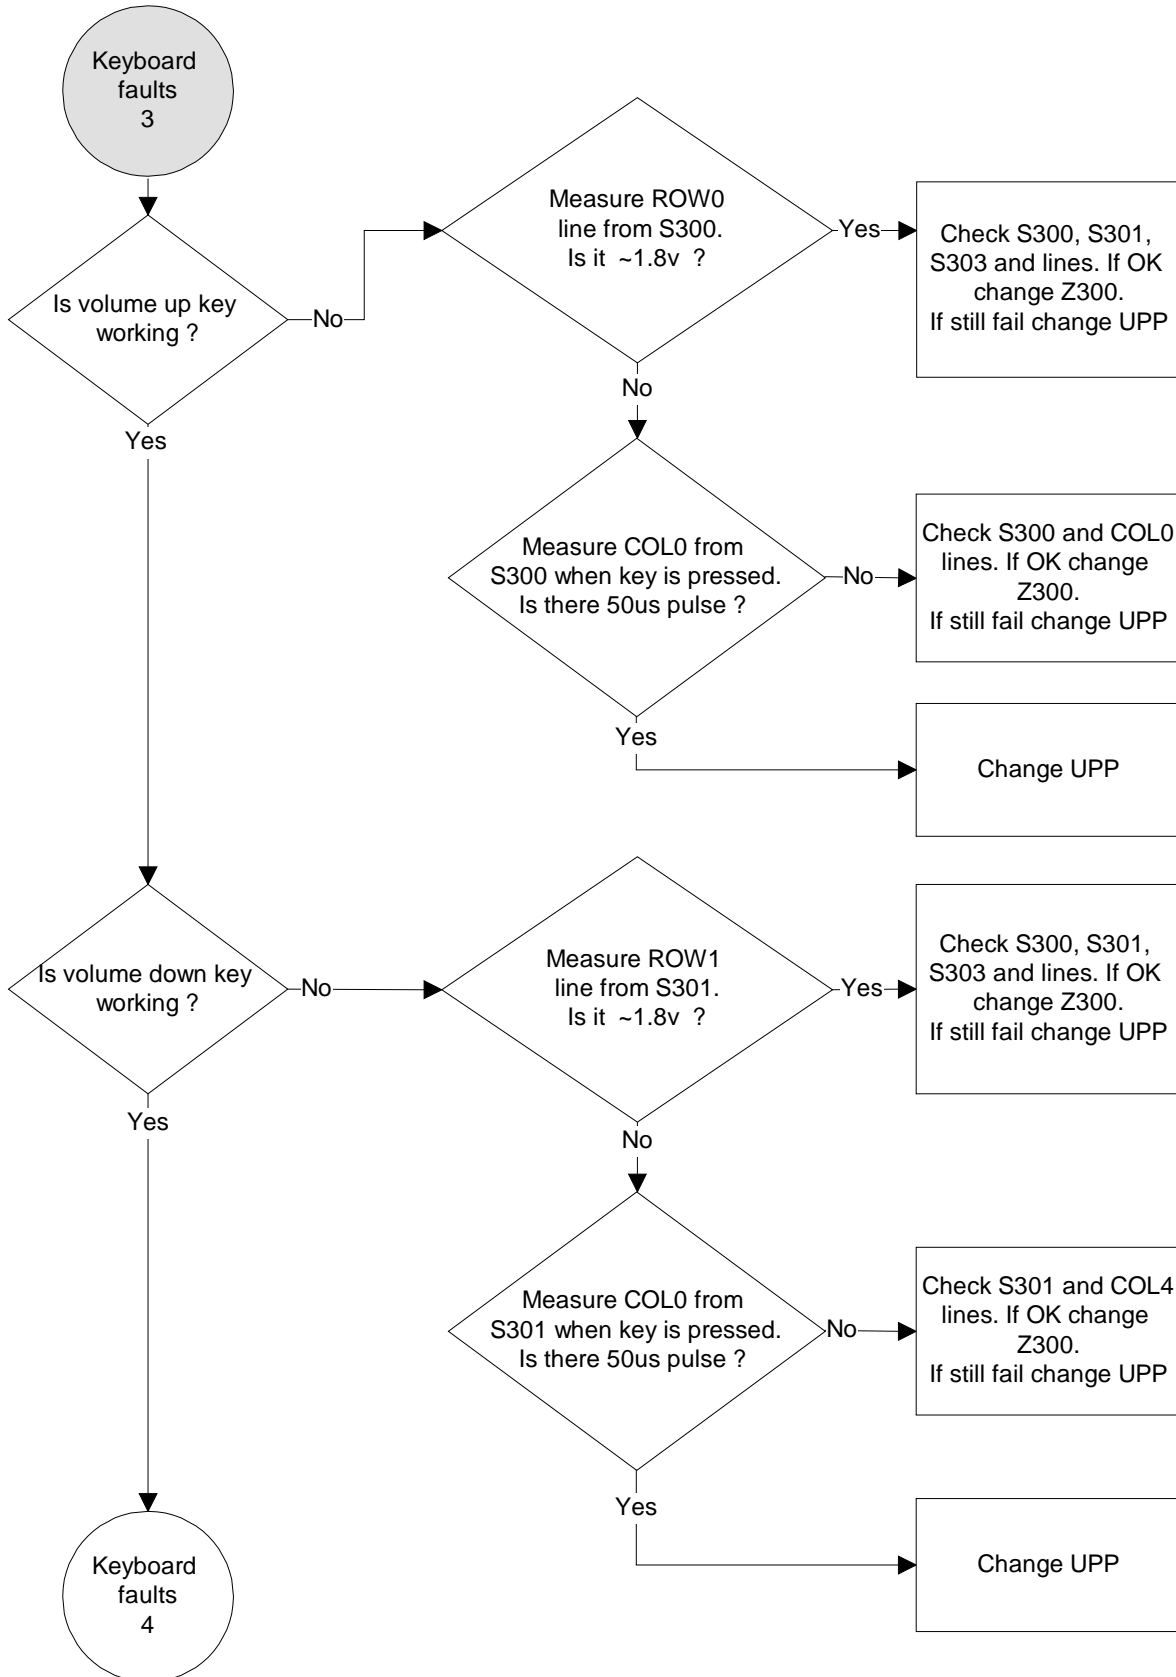 Keyboard
faults
3
Is volume up key
working ?
No
Yes
Measure ROW0
line from S300.
Is it ~1.8v ?
Yes
Check S300, S301,
S303 and lines. If OK
change Z300.
If still fail change UPP
No
Measure COL0 from
S300 when key is pressed.
Is there 50us pulse ?
No
Check S300 and COL0
lines. If OK change
Z300.
If still fail change UPP
Yes
Change UPP
Is volume down key
working ?
No
Yes
Measure ROW1
line from S301.
Is it ~1.8v ?
Yes
Check S300, S301,
S303 and lines. If OK
change Z300.
If still fail change UPP
No
Measure COL0 from
S301 when key is pressed.
Is there 50us pulse ?
No
Check S301 and COL4
lines. If OK change
Z300.
If still fail change UPP
Yes
Change UPP
Keyboard
faults
4